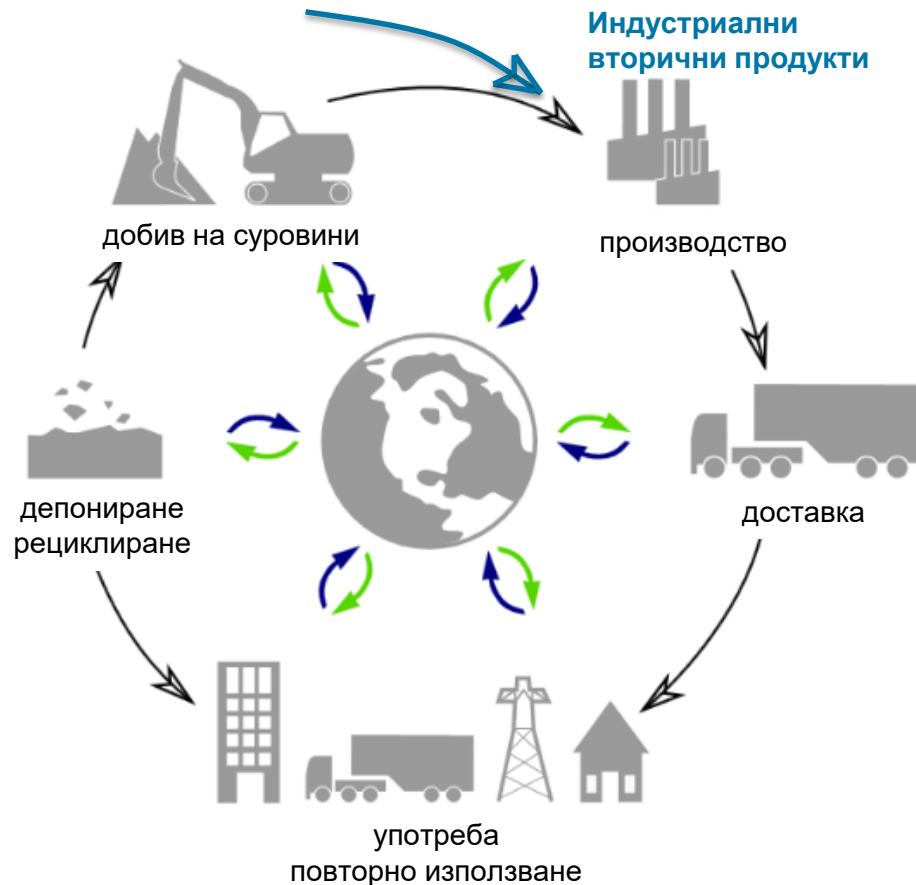 Индустриални
вторични продукти
добив на суровини
производство
депониране
рециклиране
доставка
употреба
повторно използване